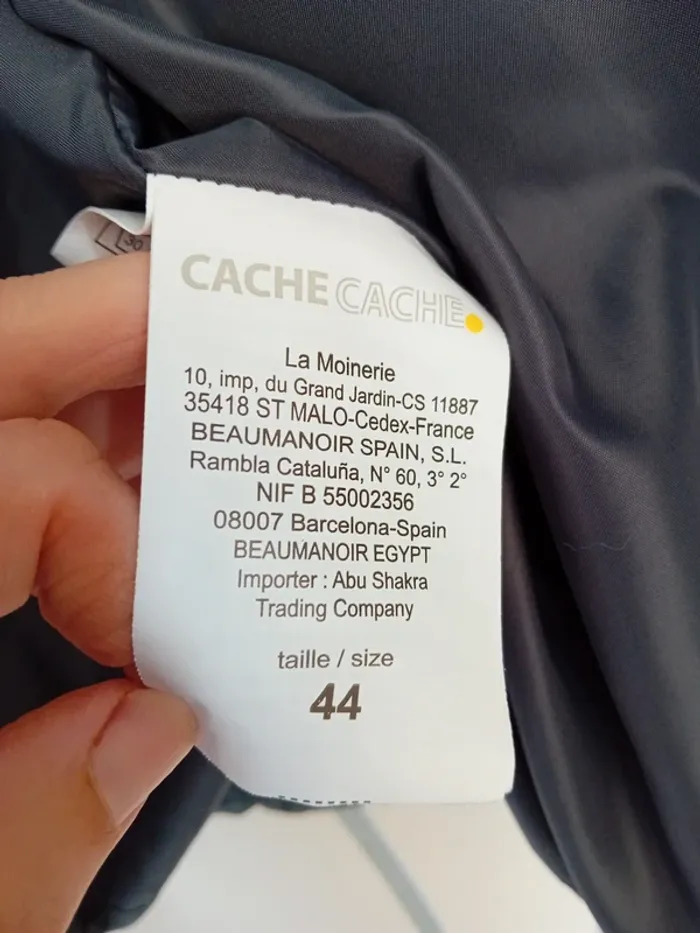 30
CACHE CACHE
La Moinerie
10, imp, du Grand Jardin-CS 11887
35418 ST MALO-Cedex-France
BEAUMANOIR SPAIN, S.L.
Rambla Cataluña, N° 60, 3° 2°
NIF B 55002356
08007 Barcelona-Spain
BEAUMANOIR EGYPT
Importer : Abu Shakra
Trading Company
taille / size
44